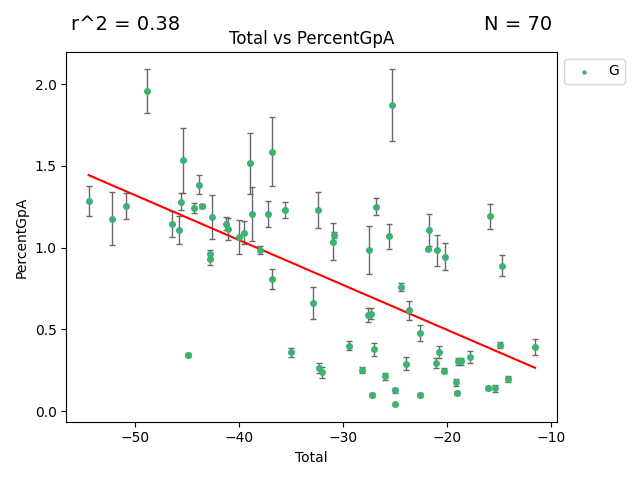 r^2 = 0.38
N = 70
Total vs PercentGpA
G
PercentGpA
2.0
1.5
1.0
0.5
0.0
−50
−40
−30
−20
−10
Total